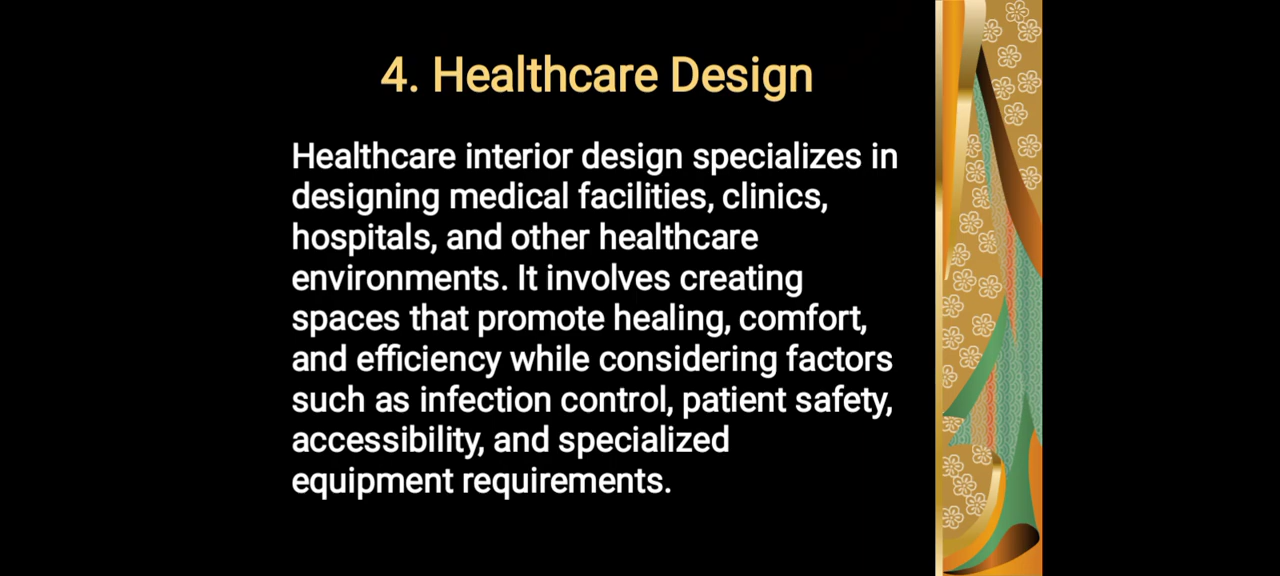 4. Healthcare Design
Healthcare interior design specializes in
designing medical facilities, clinics,
hospitals, and other healthcare
environments. It involves creating
spaces that promote healing, comfort,
and efficiency while considering factors
such as infection control, patient safety,
accessibility, and specialized
equipment requirements.